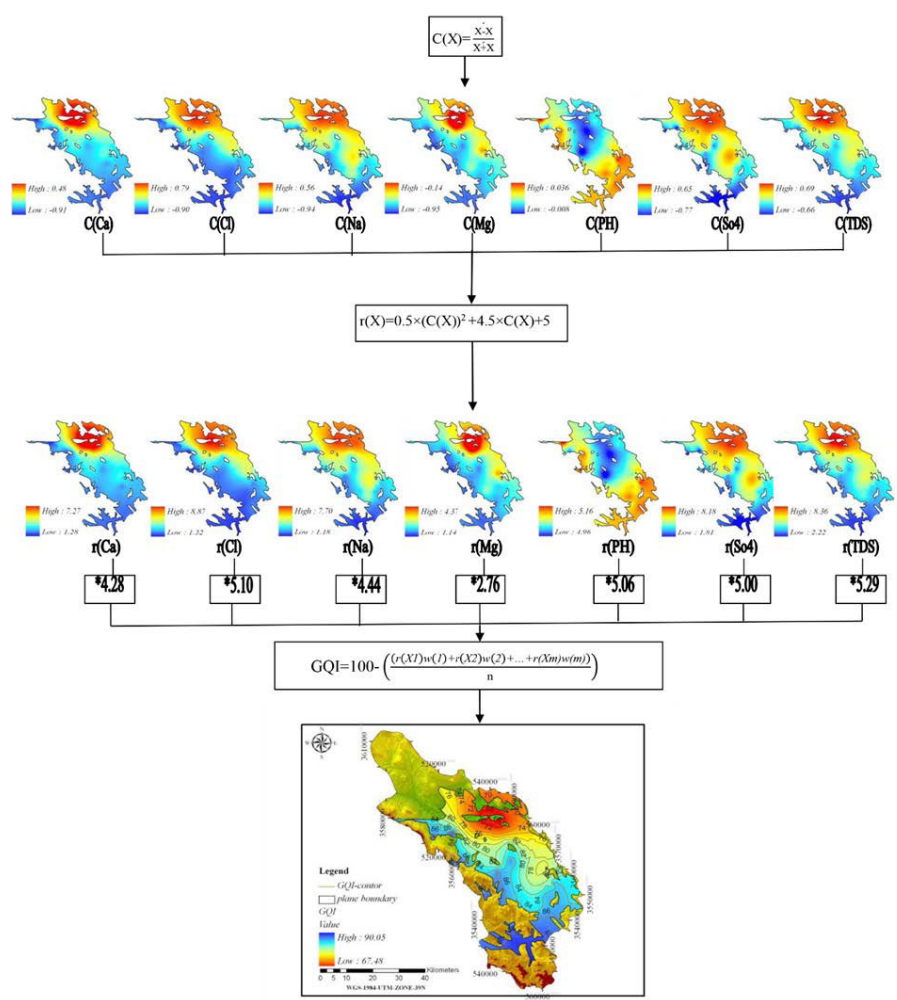 C(X)= x'-x / x'+x
High : 0.48
Low : -0.91
C(Ca)
High : 0.79
Low : -0.90
C(Cl)
High : 0.56
Low : -0.94
C(Na)
High : -0.14
Low : -0.95
C(Mg)
High : 0.036
Low : -0.008
C(PH)
High : 0.65
Low : -0.77
C(So4)
High : 0.69
Low : -0.66
C(TDS)
r(X)=0.5×(C(X))² +4.5×C(X)+5
High : 7.27
Low : 1.28
r(Ca)
High : 8.87
Low : 1.32
r(Cl)
High : 7.70
Low : 1.18
r(Na)
High : 4.37
Low : 1.14
r(Mg)
High : 5.16
Low : 4.96
r(PH)
High : 8.18
Low : 1.81
r(So4)
High : 8.36
Low : 2.22
r(TDS)
*4.28
*5.10
*4.44
*2.76
*5.06
*5.00
*5.29
GQI=100- ( (r(X1)w(1)+r(X2)w(2)+…+r(Xm)w(m)) / n )
3610000
540000
520000
3540000
3550000
540000
Legend
GQI-contor
plane boundary
GQI
Value
High : 90.05
Low : 67.48
0 5 10 20 30 40 Kilometers
WGS-1984-UTM-ZONE-39N